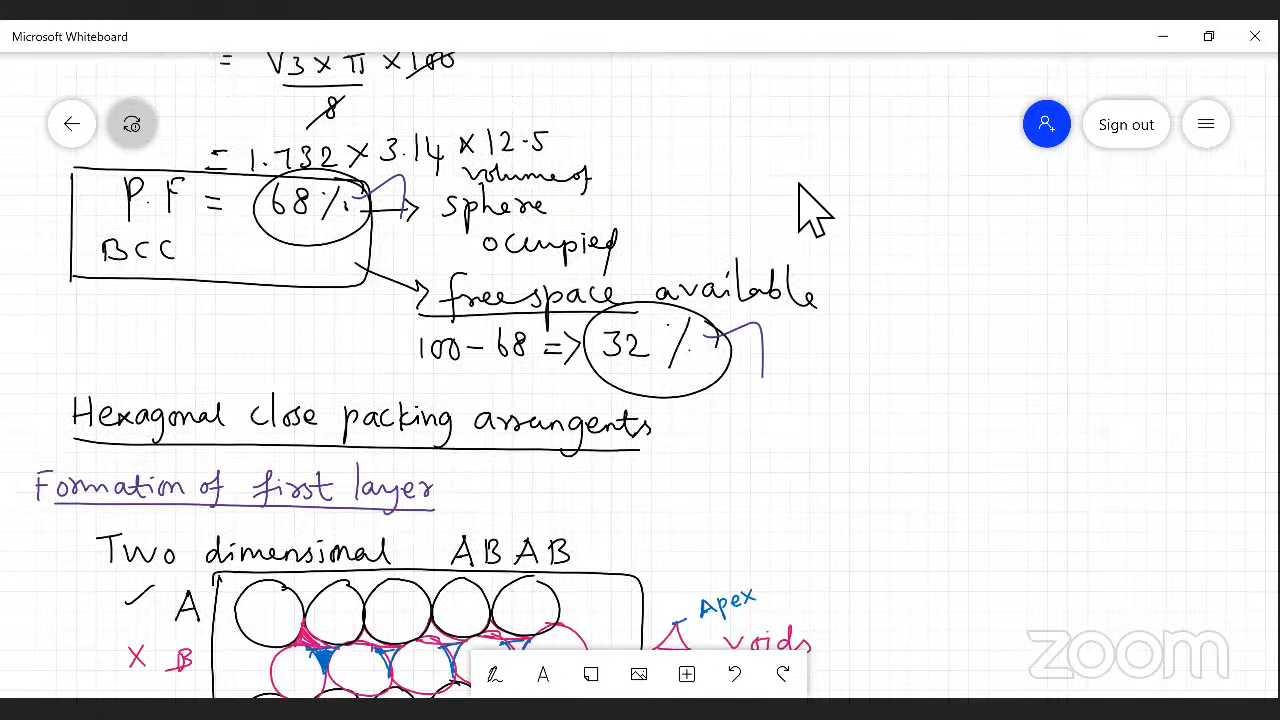 Microsoft Whiteboard
= √3 × π × 100
8
Sign out
= 1.732 × 3.14 × 12.5
P.F = 68% → volume of
sphere
occupied
BCC
→ free space available
100 - 68 => 32%
Hexagonal close packing arrangents
Formation of first layer
Two dimensional ABAB
✓ A
Apex
× B
voids
A
zoom